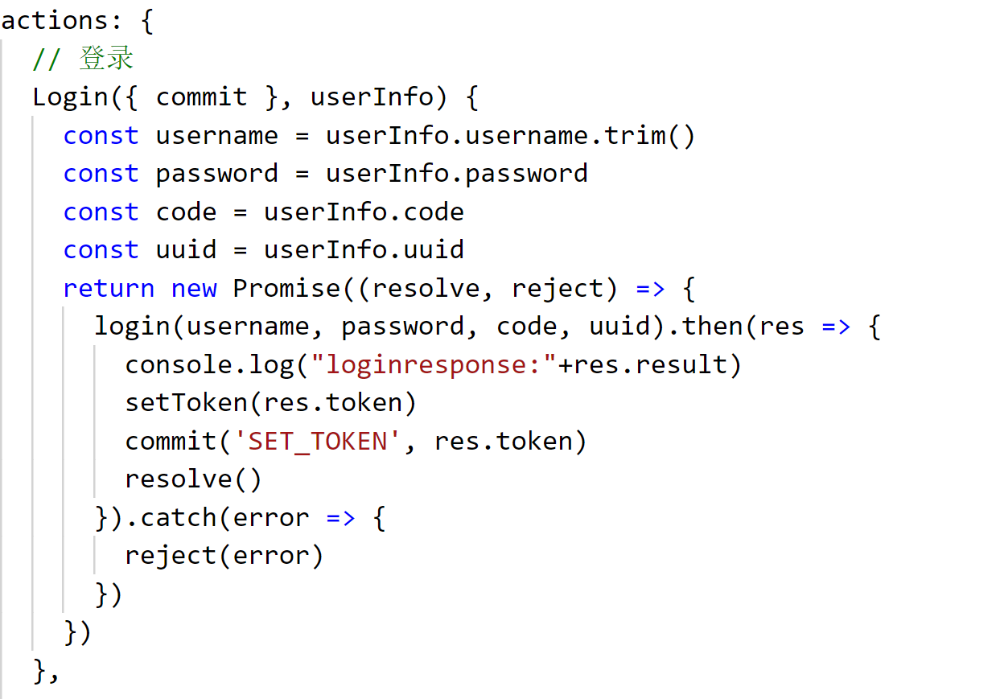 actions: {
// 登录
Login({ commit }, userInfo) {
const username = userInfo.username.trim()
const password = userInfo.password
const code = userInfo.code
const uuid = userInfo.uuid
return new Promise((resolve, reject) => {
login(username, password, code, uuid).then(res => {
console.log("loginresponse:"+res.result)
setToken(res.token)
commit('SET_TOKEN', res.token)
resolve()
}).catch(error => {
reject(error)
})
})
},